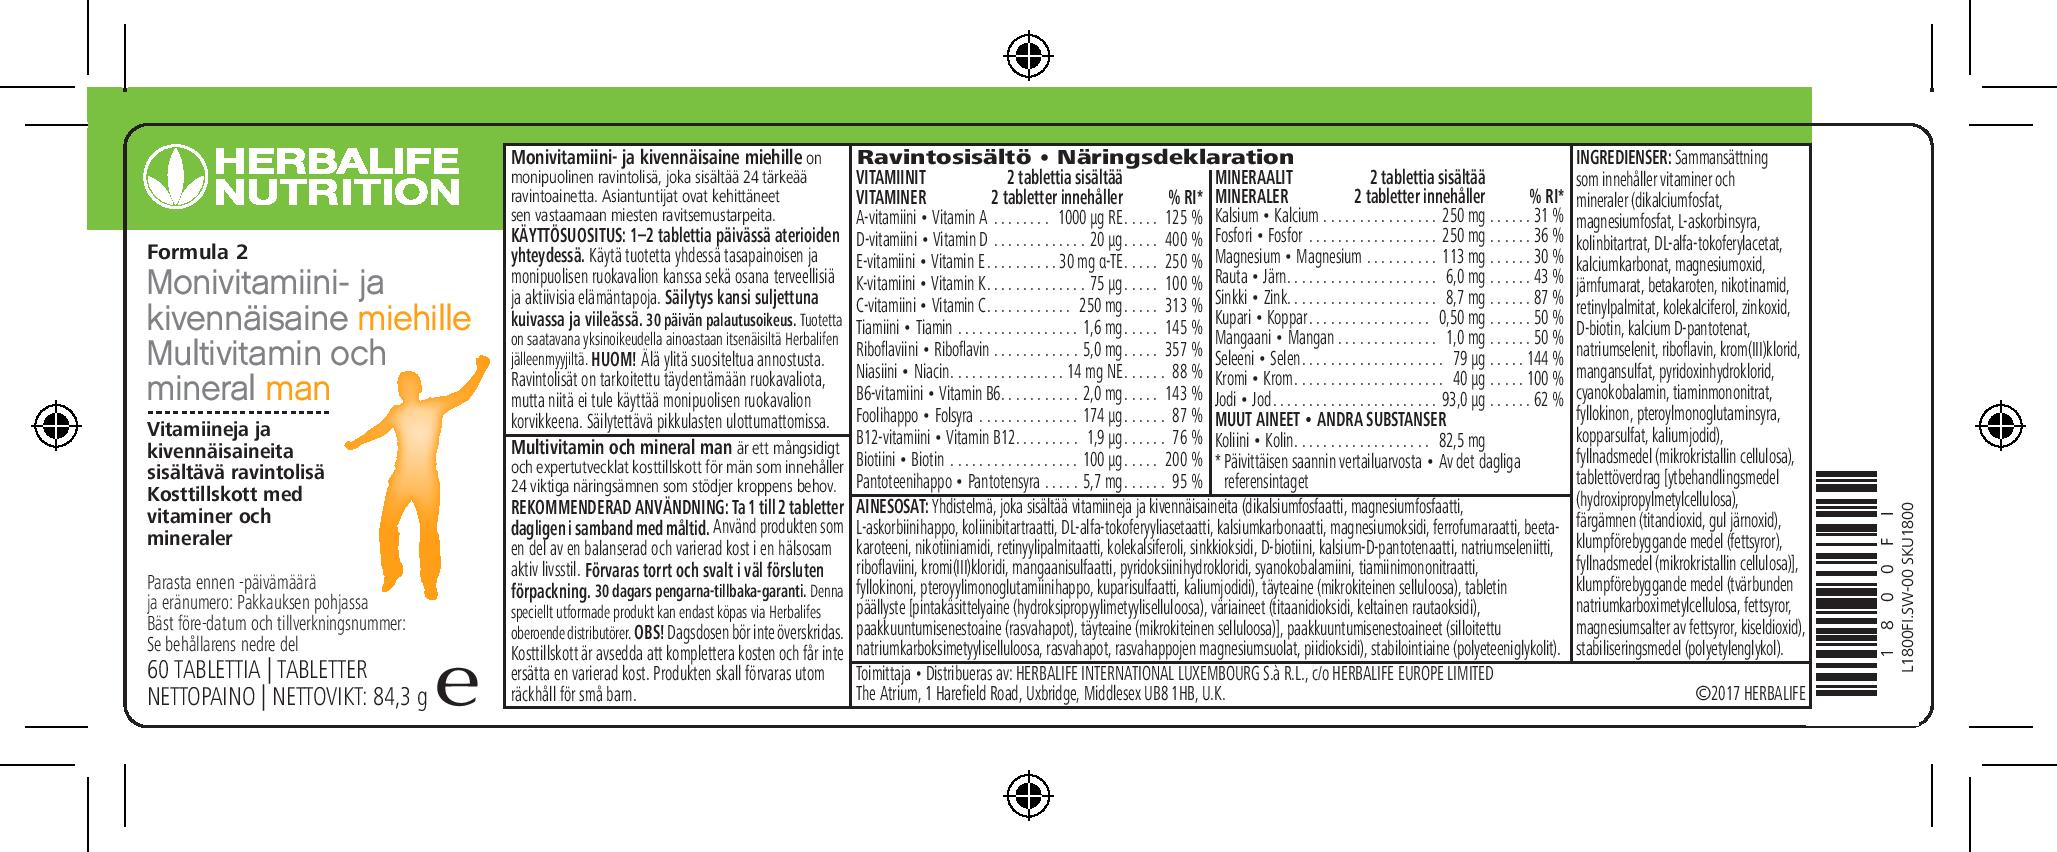 HERBALIFE
NUTRITION
Formula 2
Monivitamiini- ja
kivennäisaine miehille
Multivitamin och
mineral man
Vitamiineja ja
kivennäisaineita
sisältävä ravintolisä
Kosttillskott med
vitaminer och
mineraler
Parasta ennen -päivämäärä
ja eränumero: Pakkauksen pohjassa
Bäst före-datum och tillverkningsnummer:
Se behållarens nedre del
60 TABLETTIA | TABLETTER
NETTOPAINO | NETTOVIKT: 84,3 g e
Monivitamiini- ja kivennäisaine miehille on
monipuolinen ravintolisä, joka sisältää 24 tärkeää
ravintoainetta. Asiantuntijat ovat kehittäneet
sen vastaamaan miesten ravitsemustarpeita.
KÄYTTÖSUOSITUS: 1–2 tablettia päivässä aterioiden
yhteydessä. Käytä tuotetta yhdessä tasapainoisen ja
monipuolisen ruokavalion kanssa sekä osana terveellisiä
ja aktiivisia elämäntapoja. Säilytys kansi suljettuna
kuivassa ja viileässä. 30 päivän palautusoikeus. Tuotetta
on saatavana yksinoikeudella ainoastaan itsenäisiltä Herbalifen
jälleenmyyjiltä. HUOM! Älä ylitä suositeltua annostusta.
Ravintolisät on tarkoitettu täydentämään ruokavaliota,
mutta niitä ei tule käyttää monipuolisen ruokavalion
korvikkeena. Säilytettävä pikkulasten ulottumattomissa.
Multivitamin och mineral man är ett mångsidigt
och expertutvecklat kosttillskott för män som innehåller
24 viktiga näringsämnen som stödjer kroppens behov.
REKOMMENDERAD ANVÄNDNING: Ta 1 till 2 tabletter
dagligen i samband med måltid. Använd produkten som
en del av en balanserad och varierad kost i en hälsosam
aktiv livsstil. Förvaras torrt och svalt i väl försluten
förpackning. 30 dagars pengarna-tillbaka-garanti. Denna
speciellt utformade produkt kan endast köpas via Herbalifes
oberoende distributörer. OBS! Dagsdosen bör inte överskridas.
Kosttillskott är avsedda att komplettera kosten och får inte
ersätta en varierad kost. Produkten skall förvaras utom
räckhåll för små barn.
Ravintosisältö • Näringsdeklaration
VITAMIINIT 2 tablettia sisältää
VITAMINER 2 tabletter innehåller % RI*
A-vitamiini • Vitamin A ........ 1000 µg RE..... 125 %
D-vitamiini • Vitamin D ............. 20 µg..... 400 %
E-vitamiini • Vitamin E.......... 30 mg α-TE..... 250 %
K-vitamiini • Vitamin K............... 75 µg..... 100 %
C-vitamiini • Vitamin C............ 250 mg..... 313 %
Tiamiini • Tiamin ................. 1,6 mg..... 145 %
Riboflaviini • Riboflavin ............ 5,0 mg..... 357 %
Niasiini • Niacin................ 14 mg NE..... 88 %
B6-vitamiini • Vitamin B6........... 2,0 mg..... 143 %
Foolihappo • Folsyra .............. 174 µg..... 87 %
B12-vitamiini • Vitamin B12......... 1,9 µg..... 76 %
Biotiini • Biotin .................. 100 µg..... 200 %
Pantoteenihappo • Pantotensyra ..... 5,7 mg...... 95 %
MINERAALIT 2 tablettia sisältää
MINERALER 2 tabletter innehåller % RI*
Kalsium • Kalcium ................ 250 mg ...... 31 %
Fosfori • Fosfor .................. 250 mg ...... 36 %
Magnesium • Magnesium .......... 113 mg ...... 30 %
Rauta • Järn..................... 6,0 mg ...... 43 %
Sinkki • Zink..................... 8,7 mg ...... 87 %
Kupari • Koppar................. 0,50 mg ...... 50 %
Mangaani • Mangan .............. 1,0 mg ...... 50 %
Seleeni • Selen..................... 79 µg ..... 144 %
Kromi • Krom..................... 40 µg ..... 100 %
Jodi • Jod........................ 93,0 µg ...... 62 %
MUUT AINEET • ANDRA SUBSTANSER
Koliini • Kolin................... 82,5 mg
* Päivittäisen saannin vertailuarvosta • Av det dagliga
referensintaget
AINESOSAT: Yhdistelmä, joka sisältää vitamiineja ja kivennäisaineita (dikalsiumfosfaatti, magnesiumfosfaatti,
L-askorbiinihappo, koliinibitartraatti, DL-alfa-tokoferyyliasetaatti, kalsiumkarbonaatti, magnesiumoksidi, ferrofumaraatti, beeta-
karoteeni, nikotiiniamidi, retinyylipalmitaatti, kolekalsiferoli, sinkkioksidi, D-biotiini, kalsium-D-pantotenaatti, natriumseleniitti,
riboflaviini, kromi(III)kloridi, mangaanisulfaatti, pyridoksiinihydrokloridi, syanokobalamiini, tiamiinimononitraatti,
fyllokinoni, pteroyylimonoglutamiinihappo, kuparisulfaatti, kaliumjodidi), täyteaine (mikrokiteinen selluloosa), tabletin
päällyste [pintakäsittelyaine (hydroksipropyylimetyyliselluloosa), väriaineet (titaanidioksidi, keltainen rautaoksidi),
paakkuuntumisenestoaine (rasvahapot), täyteaine (mikrokiteinen selluloosa)], paakkuuntumisenestoaineet (silloitettu
natriumkarboksimetyyliselluloosa, rasvahapot, rasvahappojen magnesiumsuolat, piidioksidi), stabilointiaine (polyeteeniglykolit).
Toimittaja • Distribueras av: HERBALIFE INTERNATIONAL LUXEMBOURG S.à R.L., c/o HERBALIFE EUROPE LIMITED
The Atrium, 1 Harefield Road, Uxbridge, Middlesex UB8 1HB, U.K. ©2017 HERBALIFE
INGREDIENSER: Sammansättning
som innehåller vitaminer och
mineraler (dikalciumfosfat,
magnesiumfosfat, L-askorbinsyra,
kolinbitartrat, DL-alfa-tokoferylacetat,
kalciumkarbonat, magnesiumoxid,
järnfumarat, betakaroten, nikotinamid,
retinylpalmitat, kolekalciferol, zinkoxid,
D-biotin, kalcium D-pantotenat,
natriumselenit, riboflavin, krom(III)klorid,
mangansulfat, pyridoxinhydroklorid,
cyanokobalamin, tiaminmononitrat,
fyllokinon, pteroylmonoglutaminsyra,
kopparsulfat, kaliumjodid),
fyllnadsmedel (mikrokristallin cellulosa),
tablettöverdrag [ytbehandlingsmedel
(hydroxipropylmetylcellulosa),
färgämnen (titandioxid, gul järnoxid),
klumpförebyggande medel (fettsyror),
fyllnadsmedel (mikrokristallin cellulosa)],
klumpförebyggande medel (tvärbunden
natriumkarboximetylcellulosa, fettsyror,
magnesiumsalter av fettsyror, kiseldioxid),
stabiliseringsmedel (polyetylenglykol).
1800FI
L1800FI.SW-00 SKU1800